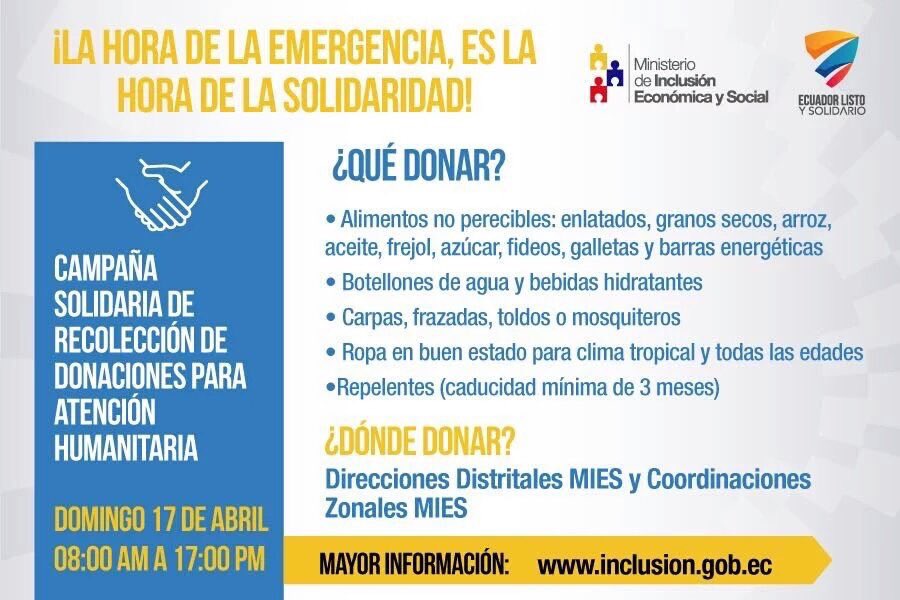 ¡LA HORA DE LA EMERGENCIA, ES LA
HORA DE LA SOLIDARIDAD!
Ministerio
de Inclusión
Económica y Social
ECUADOR LISTO
Y SOLIDARIO
CAMPAÑA
SOLIDARIA DE
RECOLECCIÓN DE
DONACIONES PARA
ATENCIÓN
HUMANITARIA
DOMINGO 17 DE ABRIL
08:00 AM A 17:00 PM
¿QUÉ DONAR?
• Alimentos no perecibles: enlatados, granos secos, arroz,
aceite, frejol, azúcar, fideos, galletas y barras energéticas
• Botellones de agua y bebidas hidratantes
• Carpas, frazadas, toldos o mosquiteros
• Ropa en buen estado para clima tropical y todas las edades
•Repelentes (caducidad mínima de 3 meses)
¿DÓNDE DONAR?
Direcciones Distritales MIES y Coordinaciones
Zonales MIES
MAYOR INFORMACIÓN: www.inclusion.gob.ec